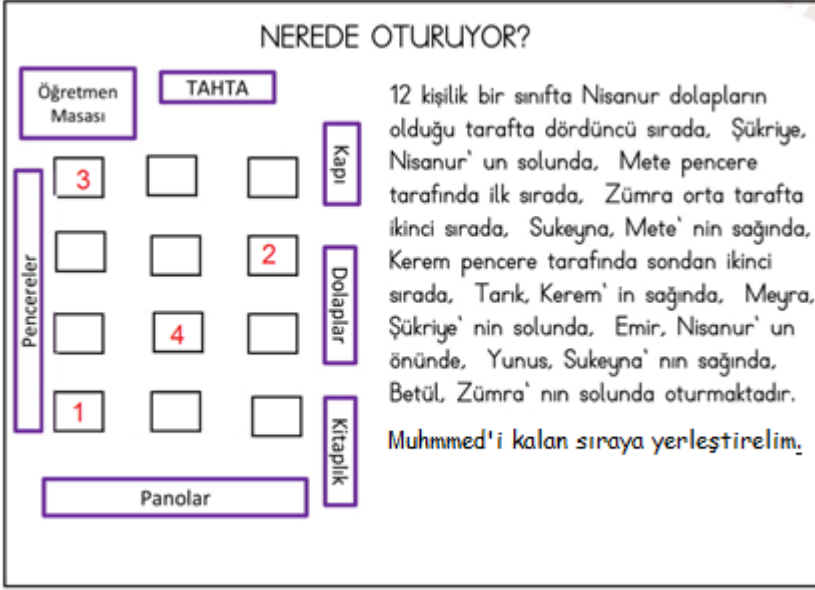 NEREDE OTURUYOR?
Öğretmen
Masası
TAHTA
Kapı
Pencereler
Dolaplar
Kitaplık
Panolar
3
2
4
1
12 kişilik bir sınıfta Nisanur dolapların
olduğu tarafta dördüncü sırada, Şükriye,
Nisanur' un solunda, Mete pencere
tarafında ilk sırada, Zümra orta tarafta
ikinci sırada, Sukeyna, Mete' nin sağında,
Kerem pencere tarafında sondan ikinci
sırada, Tarık, Kerem' in sağında, Meyra,
Şükriye' nin solunda, Emir, Nisanur' un
önünde, Yunus, Sukeyna' nın sağında,
Betül, Zümra' nın solunda oturmaktadır.
Muhmmed'i kalan sıraya yerleştirelim.